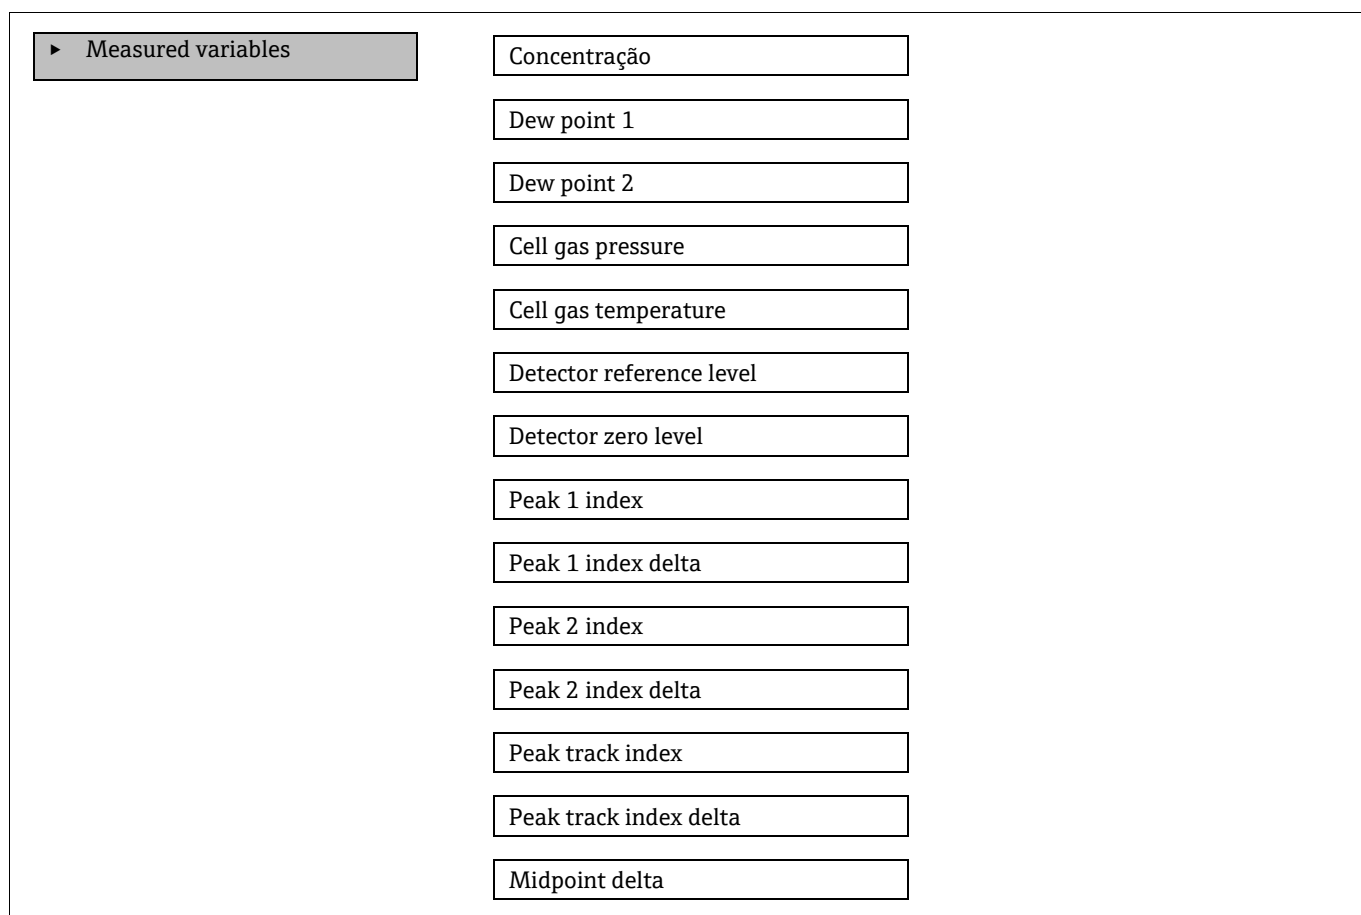 ▸ Measured variables
Concentração
Dew point 1
Dew point 2
Cell gas pressure
Cell gas temperature
Detector reference level
Detector zero level
Peak 1 index
Peak 1 index delta
Peak 2 index
Peak 2 index delta
Peak track index
Peak track index delta
Midpoint delta